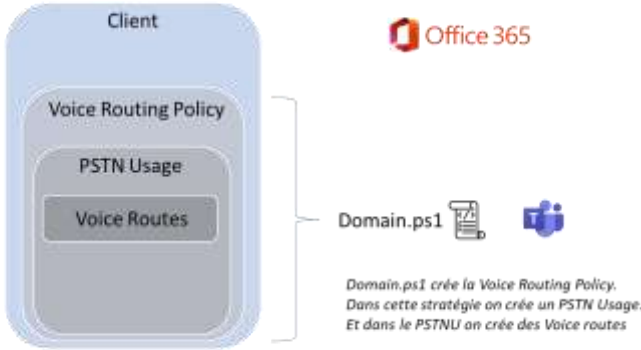 Client
Office 365
Voice Routing Policy
PSTN Usage
Voice Routes
Domain.ps1
Domain.ps1 crée la Voice Routing Policy.
Dans cette stratégie on crée un PSTN Usage.
Et dans le PSTNU on crée des Voice routes